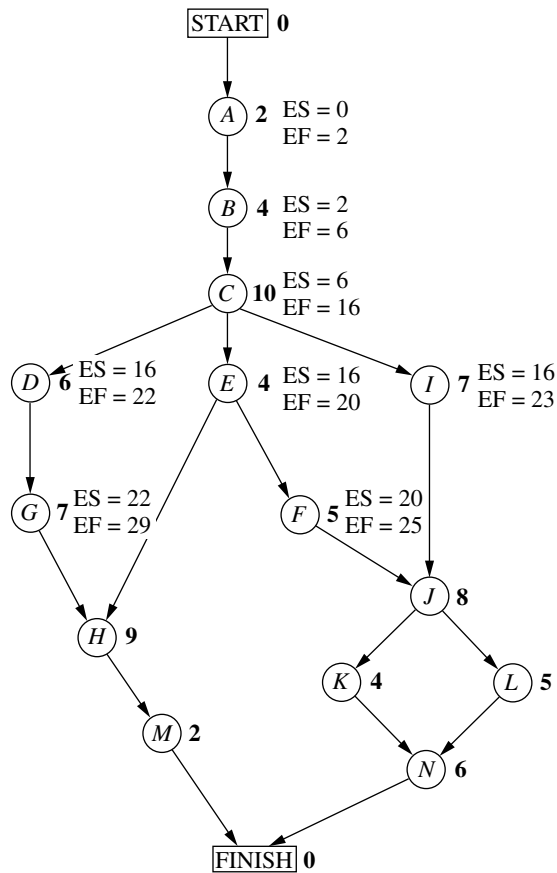 START 0
A 2 ES = 0
EF = 2
B 4 ES = 2
EF = 6
C 10 ES = 6
EF = 16
D 6 ES = 16
EF = 22
E 4 ES = 16
EF = 20
I 7 ES = 16
EF = 23
G 7 ES = 22
EF = 29
F 5 ES = 20
EF = 25
J 8
H 9
K 4
L 5
M 2
N 6
FINISH 0